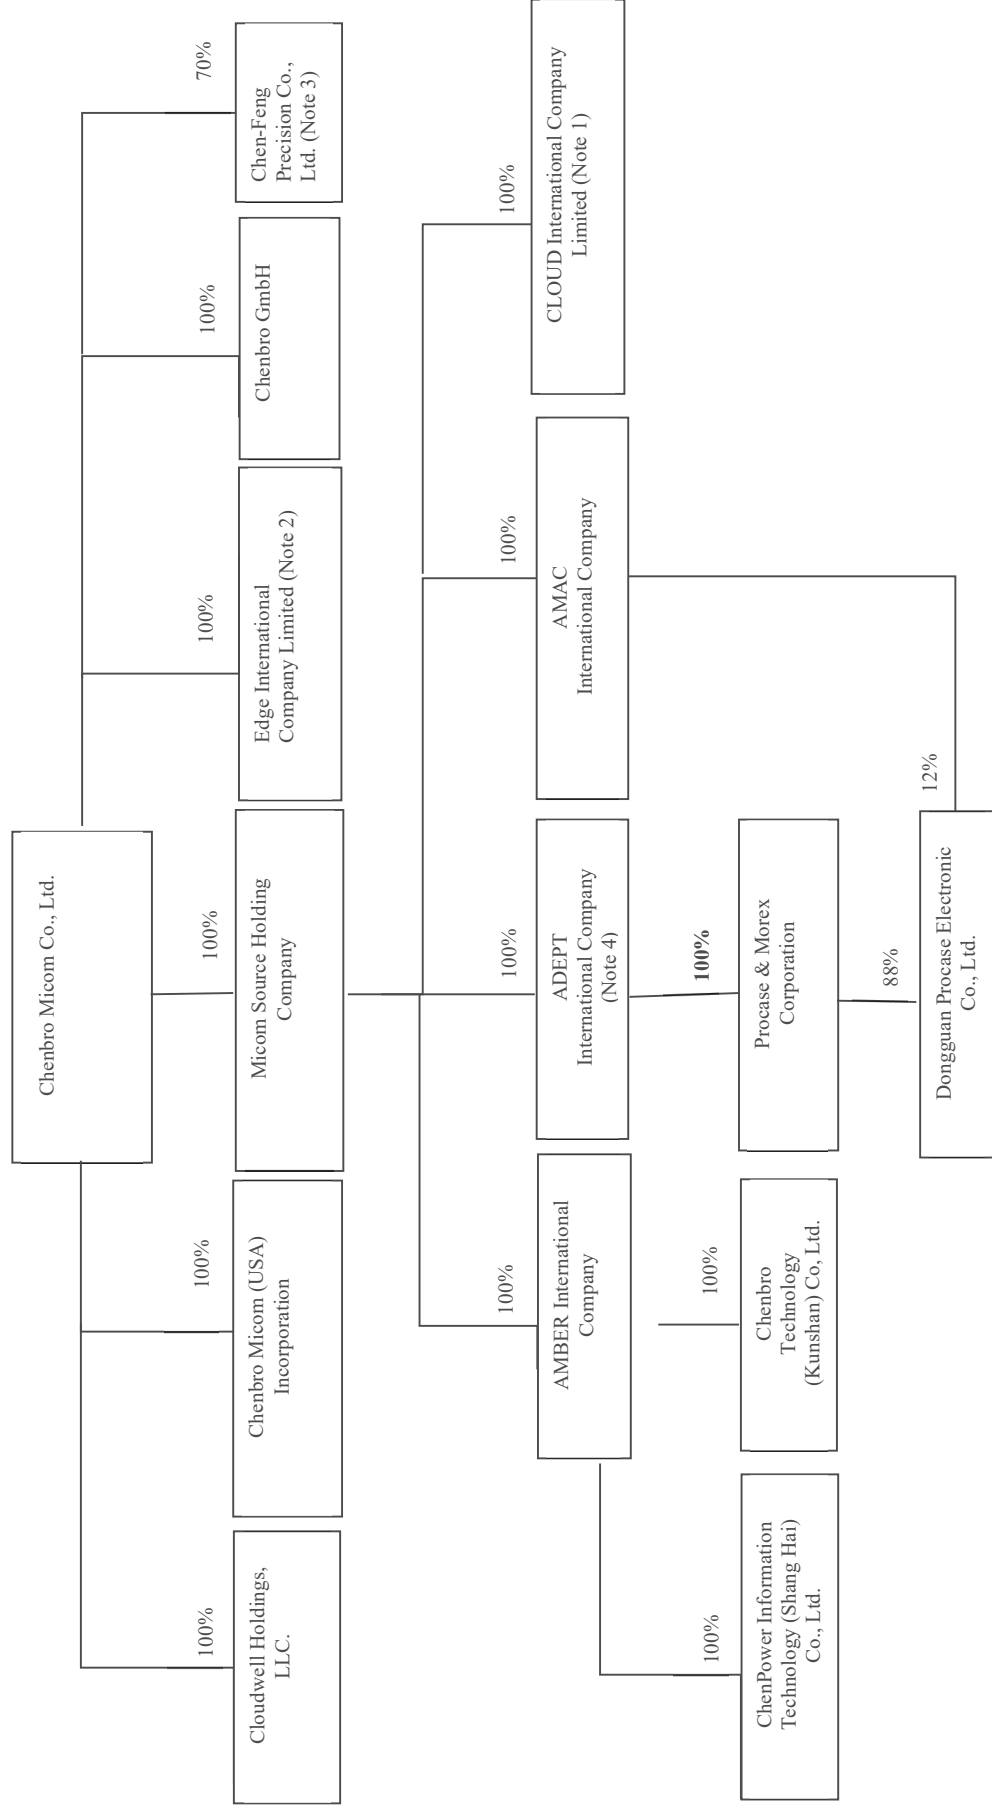 Chenbro Micom Co., Ltd.
100%
100%
100%
100%
100%
70%
Cloudwell Holdings,
LLC.
Chenbro Micom (USA)
Incorporation
Micom Source Holding
Company
Edge International
Company Limited (Note 2)
Chenbro GmbH
Chen-Feng
Precision Co.,
Ltd. (Note 3)
100%
100%
100%
100%
AMBER International
Company
ADEPT
International Company
(Note 4)
AMAC
International Company
CLOUD International Company
Limited (Note 1)
100%
100%
100%
ChenPower Information
Technology (Shang Hai)
Co., Ltd.
Chenbro
Technology
(Kunshan) Co, Ltd.
Procase & Morex
Corporation
88%
12%
Dongguan Procase Electronic
Co., Ltd.